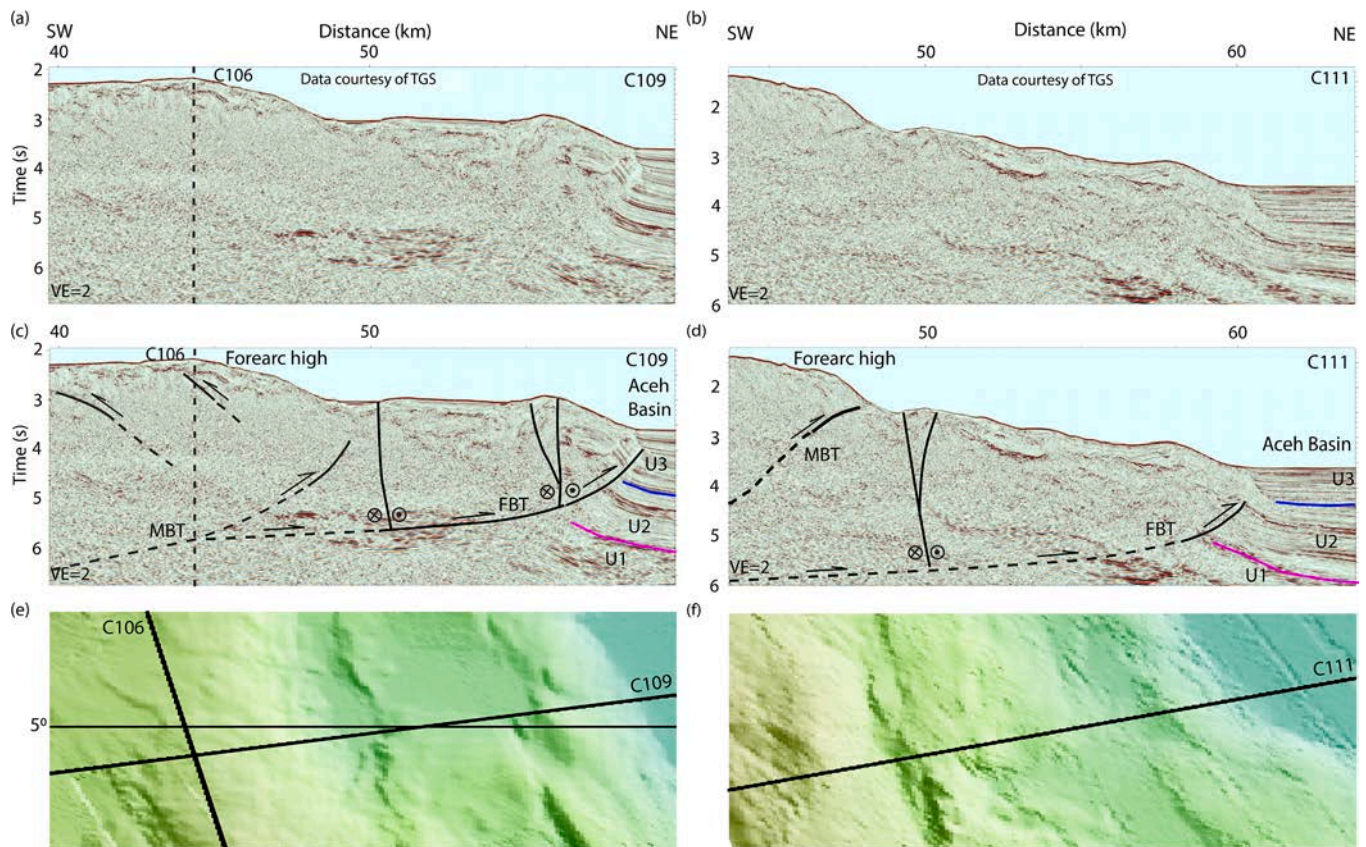 (a)
SW
Distance (km)
NE
40
50
2
3
4
5
6
Time (s)
C106
Data courtesy of TGS
C109
VE=2
(b)
SW
Distance (km)
NE
50
60
2
3
4
5
6
Time (s)
Data courtesy of TGS
C111
VE=2
(c)
40
50
2
3
4
5
6
Time (s)
C106
Forearc high
C109
Aceh
Basin
U3
FBT
U2
MBT
U1
VE=2
(d)
50
60
2
3
4
5
6
Forearc high
C111
MBT
Aceh Basin
U3
U2
FBT
U1
VE=2
(e)
C106
C109
5º
(f)
C111